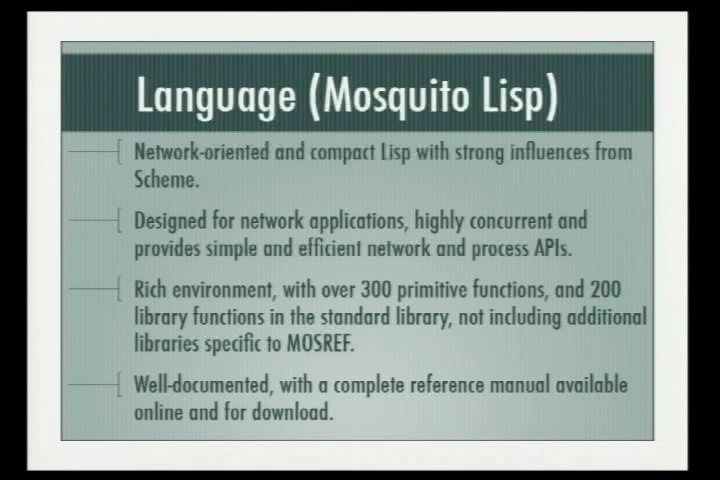 Language (Mosquito Lisp)
Network-oriented and compact Lisp with strong influences from
Scheme.
Designed for network applications, highly concurrent and
provides simple and efficient network and process APIs.
Rich environment, with over 300 primitive functions, and 200
library functions in the standard library, not including additional
libraries specific to MOSREF.
Well-documented, with a complete reference manual available
online and for download.